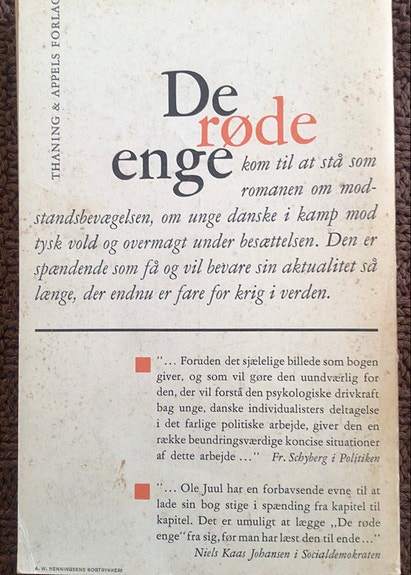 THANING & APPELS FORLAG
De
røde
enge kom til at stå som
romanen om mod-
standsbevægelsen, om unge danske i kamp mod
tysk vold og overmagt under besættelsen. Den er
spændende som få og vil bevare sin aktualitet så
længe, der endnu er fare for krig i verden.
"... Foruden det sjælelige billede som bogen
giver, og som vil gøre den uundværlig for
den, der vil forstå den psykologiske drivkraft
bag unge, danske individualisters deltagelse
i det farlige politiske arbejde, giver den en
række beundringsværdige koncise situationer
af dette arbejde ..." Fr. Schyberg i Politiken
"... Ole Juul har en forbavsende evne til at
lade sin bog stige i spænding fra kapitel til
kapitel. Det er umuligt at lægge „De røde
enge“ fra sig, før man har læst den til ende..."
Niels Kaas Johansen i Socialdemokraten
A. W. HENNINGSENS BOGTRYKKERI